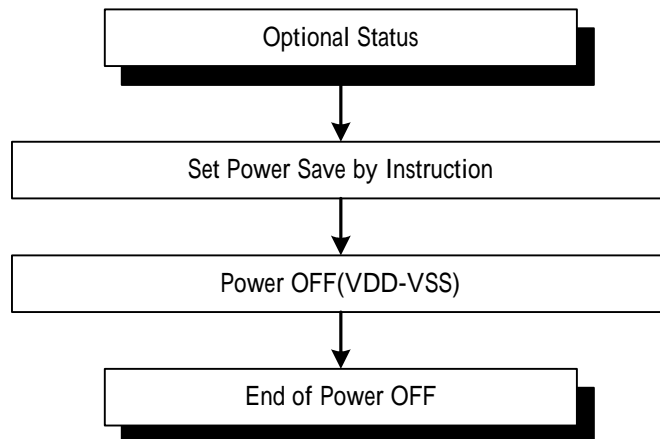 Optional Status
Set Power Save by Instruction
Power OFF(VDD-VSS)
End of Power OFF